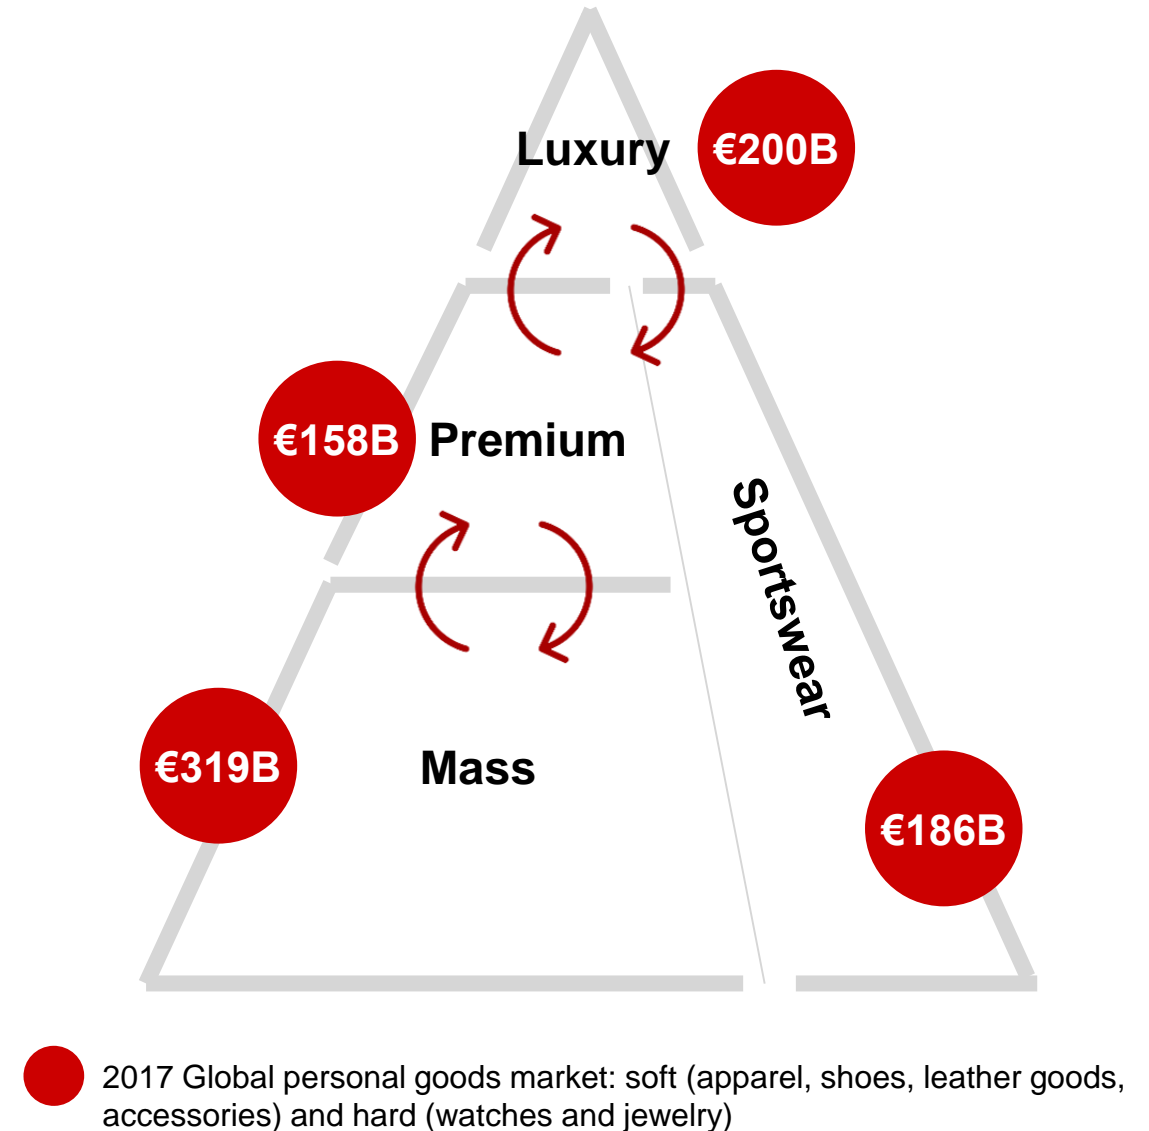 Luxury
€200B
€158B
Premium
Sportswear
€319B
Mass
€186B
2017 Global personal goods market: soft (apparel, shoes, leather goods,
accessories) and hard (watches and jewelry)